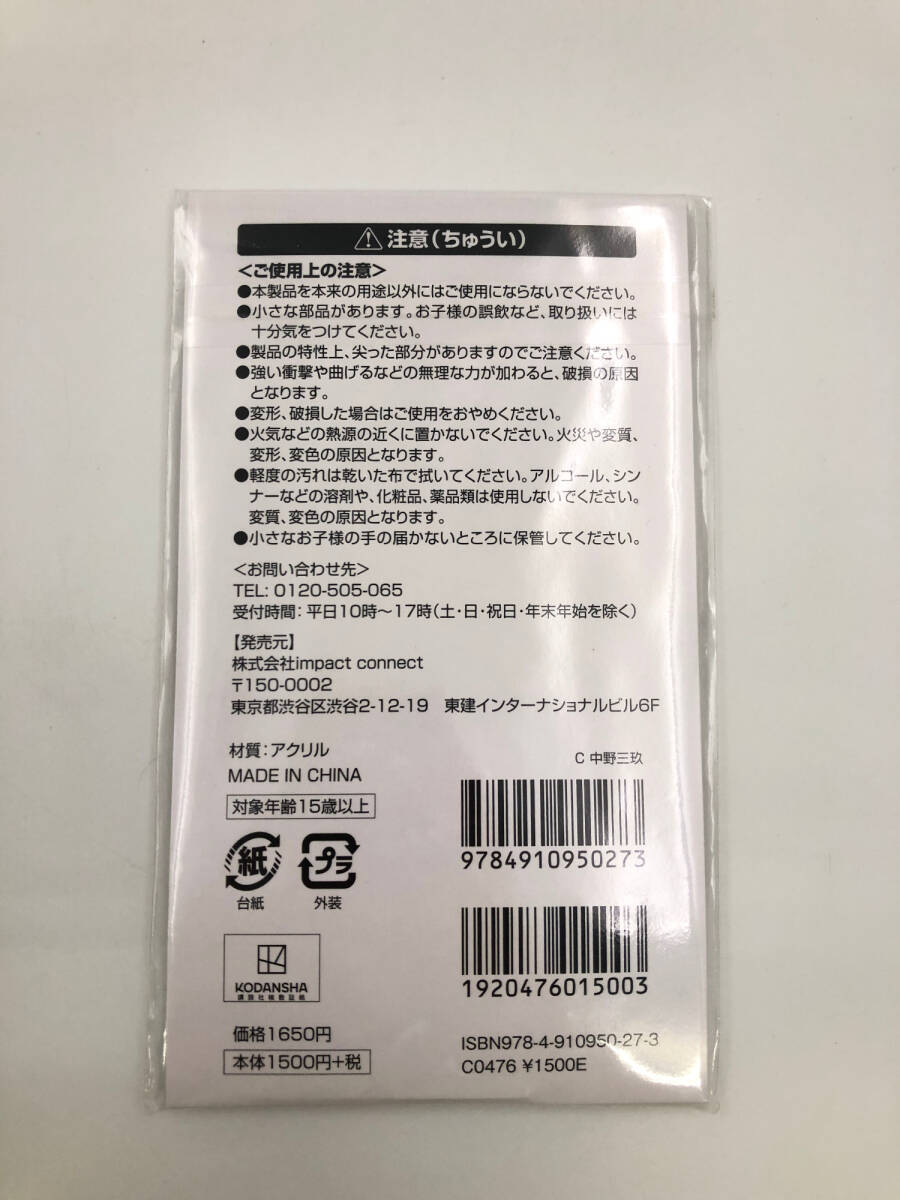 ⚠ 注意(ちゅうい)
<ご使用上の注意>
●本製品を本来の用途以外にはご使用にならないでください。
●小さな部品があります。お子様の誤飲など、取り扱いには
十分気をつけてください。
●製品の特性上、尖った部分がありますのでご注意ください。
●強い衝撃や曲げるなどの無理な力が加わると、破損の原因
となります。
●変形、破損した場合はご使用をおやめください。
●火気などの熱源の近くに置かないでください。火災や変質、
変形、変色の原因となります。
●軽度の汚れは乾いた布で拭いてください。アルコール、シン
ナーなどの溶剤や、化粧品、薬品類は使用しないでください。
変質、変色の原因となります。
●小さなお子様の手の届かないところに保管してください。
<お問い合わせ先>
TEL: 0120-505-065
受付時間:平日10時～17時(土・日・祝日・年末年始を除く)
【発売元】
株式会社impact connect
〒150-0002
東京都渋谷区渋谷2-12-19　東建インターナショナルビル6F
材質:アクリル
C 中野三玖
MADE IN CHINA
対象年齢15歳以上
9784910950273
紙
プラ
台紙
外装
1920476015003
KODANSHA
講談社検数証紙
価格1650円
本体1500円+税
ISBN978-4-910950-27-3
C0476 ¥1500E